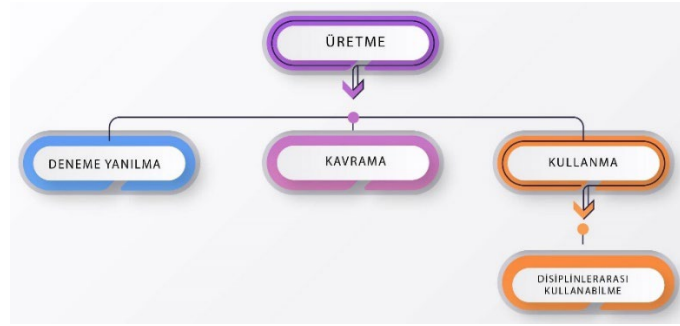 ÜRETME
DENEME YANILMA
KAVRAMA
KULLANMA
DİSİPLİNLERARASI
KULLANABİLME